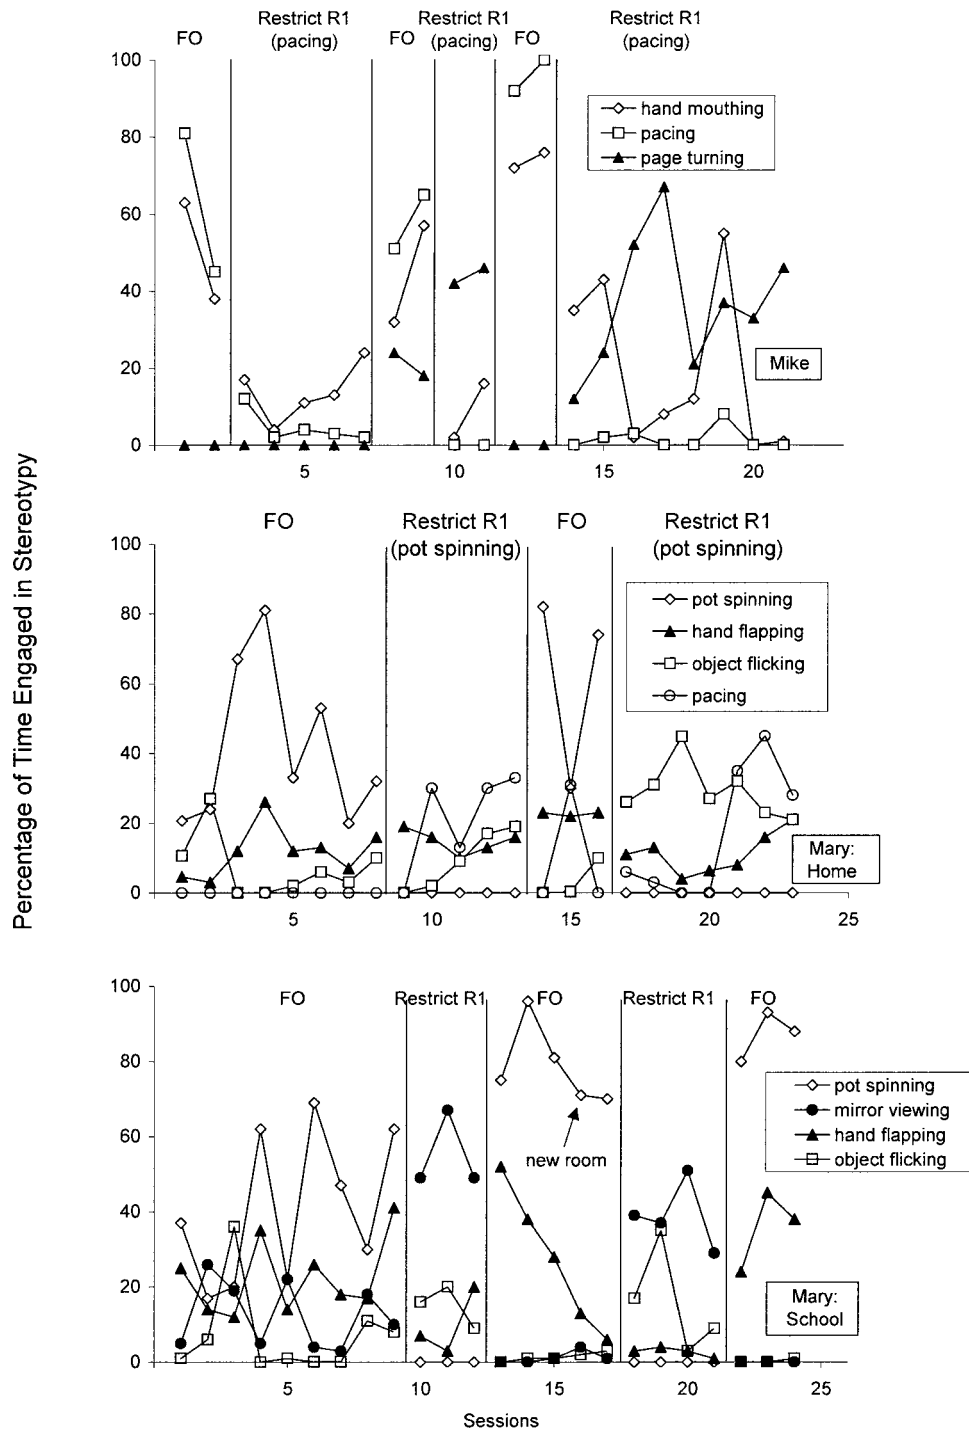 Percentage of Time Engaged in Stereotypy
FO
Restrict R1
(pacing)
FO
Restrict R1
(pacing)
FO
Restrict R1
(pacing)
100
80
60
40
20
0
hand mouthing
pacing
page turning
Mike
5
10
15
20
FO
Restrict R1
(pot spinning)
FO
Restrict R1
(pot spinning)
100
80
60
40
20
0
pot spinning
hand flapping
object flicking
pacing
Mary:
Home
5
10
15
20
25
FO
Restrict R1
FO
Restrict R1
FO
100
80
60
40
20
0
new room
pot spinning
mirror viewing
hand flapping
object flicking
Mary:
School
5
10
15
20
25
Sessions